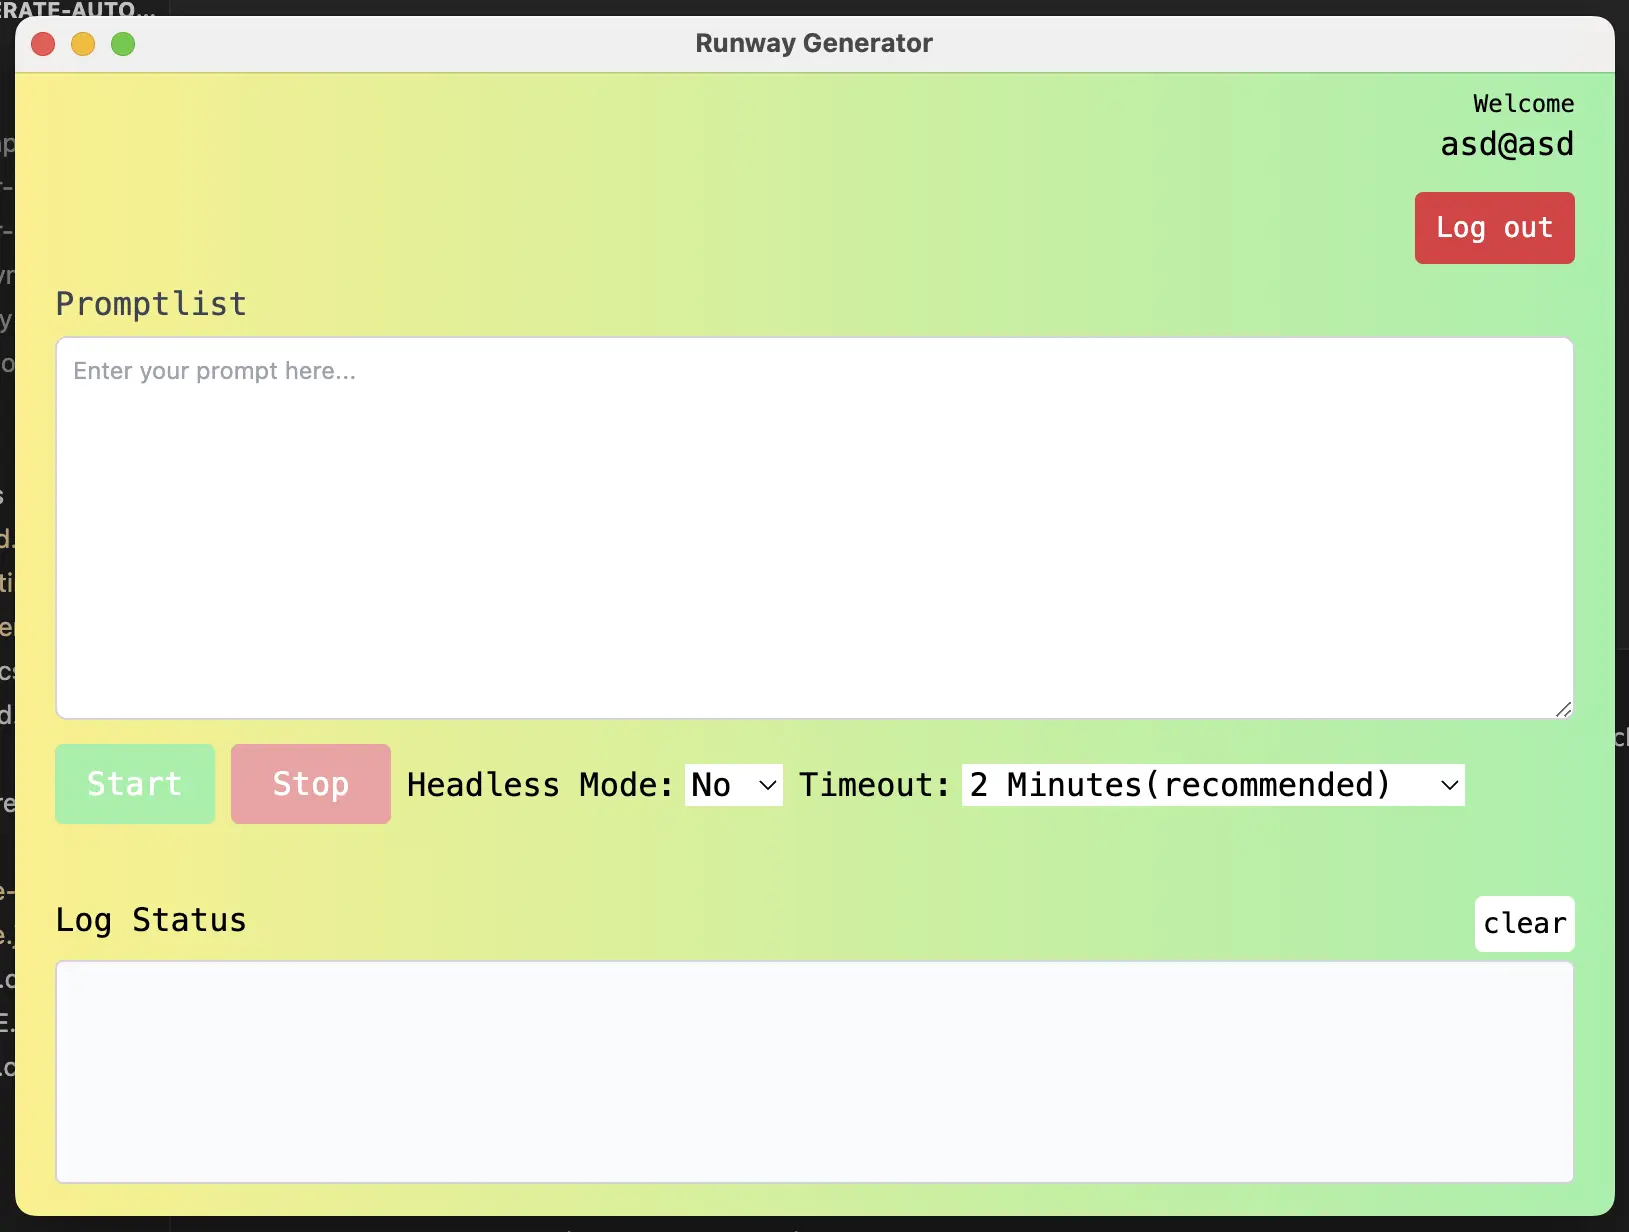 ERATE-AUTO...
Runway Generator
Welcome
asd@asd
Log out
Promptlist
Enter your prompt here...
Start Stop Headless Mode: No Timeout: 2 Minutes(recommended)
Log Status
clear